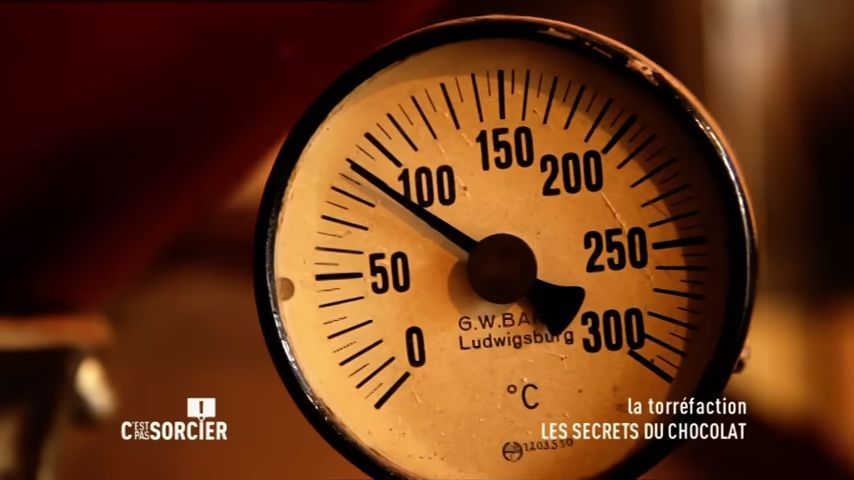 150
100
200
50
250
0
300
G.W.BA
Ludwigsburg
°C
C'EST PAS SORCIER
la torréfaction
LES SECRETS DU CHOCOLAT